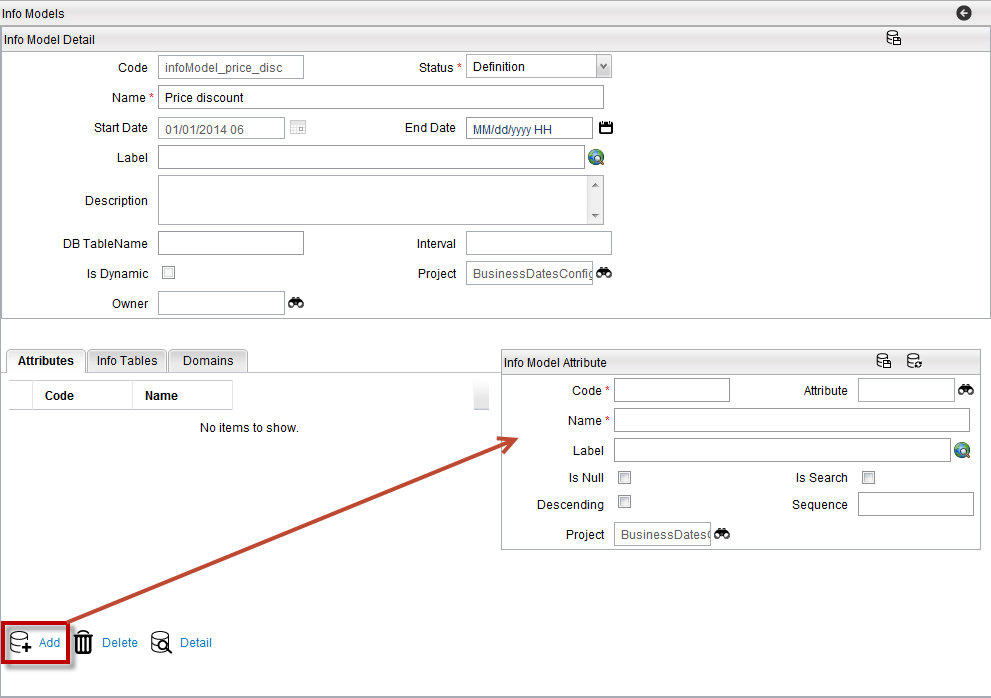 Info Models
Info Model Detail
Code infoModel_price_disc Status * Definition
Name * Price discount
Start Date 01/01/2014 06 End Date MM/dd/yyyy HH
Label
Description
DB TableName Interval
Is Dynamic Project BusinessDatesConfig
Owner
Attributes Info Tables Domains
Code Name
No items to show.
Info Model Attribute
Code * Attribute
Name *
Label
Is Null Is Search
Descending Sequence
Project BusinessDatesC
Add Delete Detail